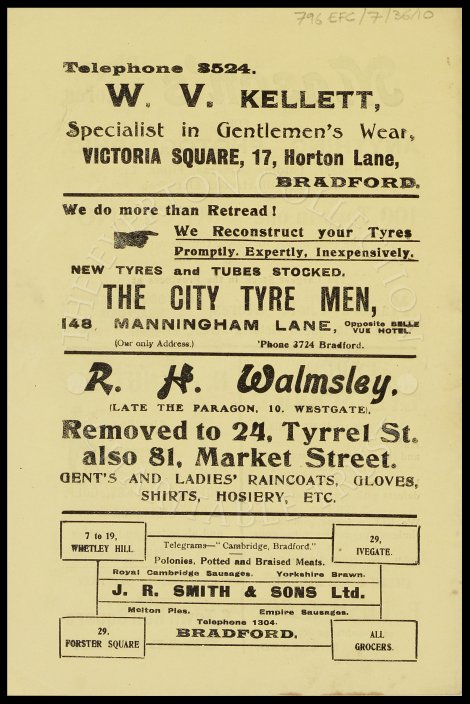 796 EFC/7/36/10
Telephone 3524.
W. V. KELLETT,
Specialist in Gentlemen's Wear,
VICTORIA SQUARE, 17, Horton Lane,
BRADFORD.
We do more than Retread!
We Reconstruct your Tyres
Promptly. Expertly, Inexpensively.
NEW TYRES and TUBES STOCKED.
THE CITY TYRE MEN,
148, MANNINGHAM LANE, Opposite BELLE VUE HOTEL.
(Our only Address.) 'Phone 3724 Bradford.
R. H. Walmsley.
(LATE THE PARAGON, 10, WESTGATE),
Removed to 24, Tyrrel St.
also 81, Market Street.
GENT'S AND LADIES' RAINCOATS, GLOVES,
SHIRTS, HOSIERY, ETC.
7 to 19,
WHETLEY HILL.
Telegrams—"Cambridge, Bradford."
29,
IVEGATE.
Polonies, Potted and Braised Meats.
Royal Cambridge Sausages. Yorkshire Brawn.
J. R. SMITH & SONS Ltd.
Melton Pies. Empire Sausages.
Telephone 1304.
BRADFORD.
29,
FORSTER SQUARE
ALL
GROCERS.
THE EVERTON COLLECTION